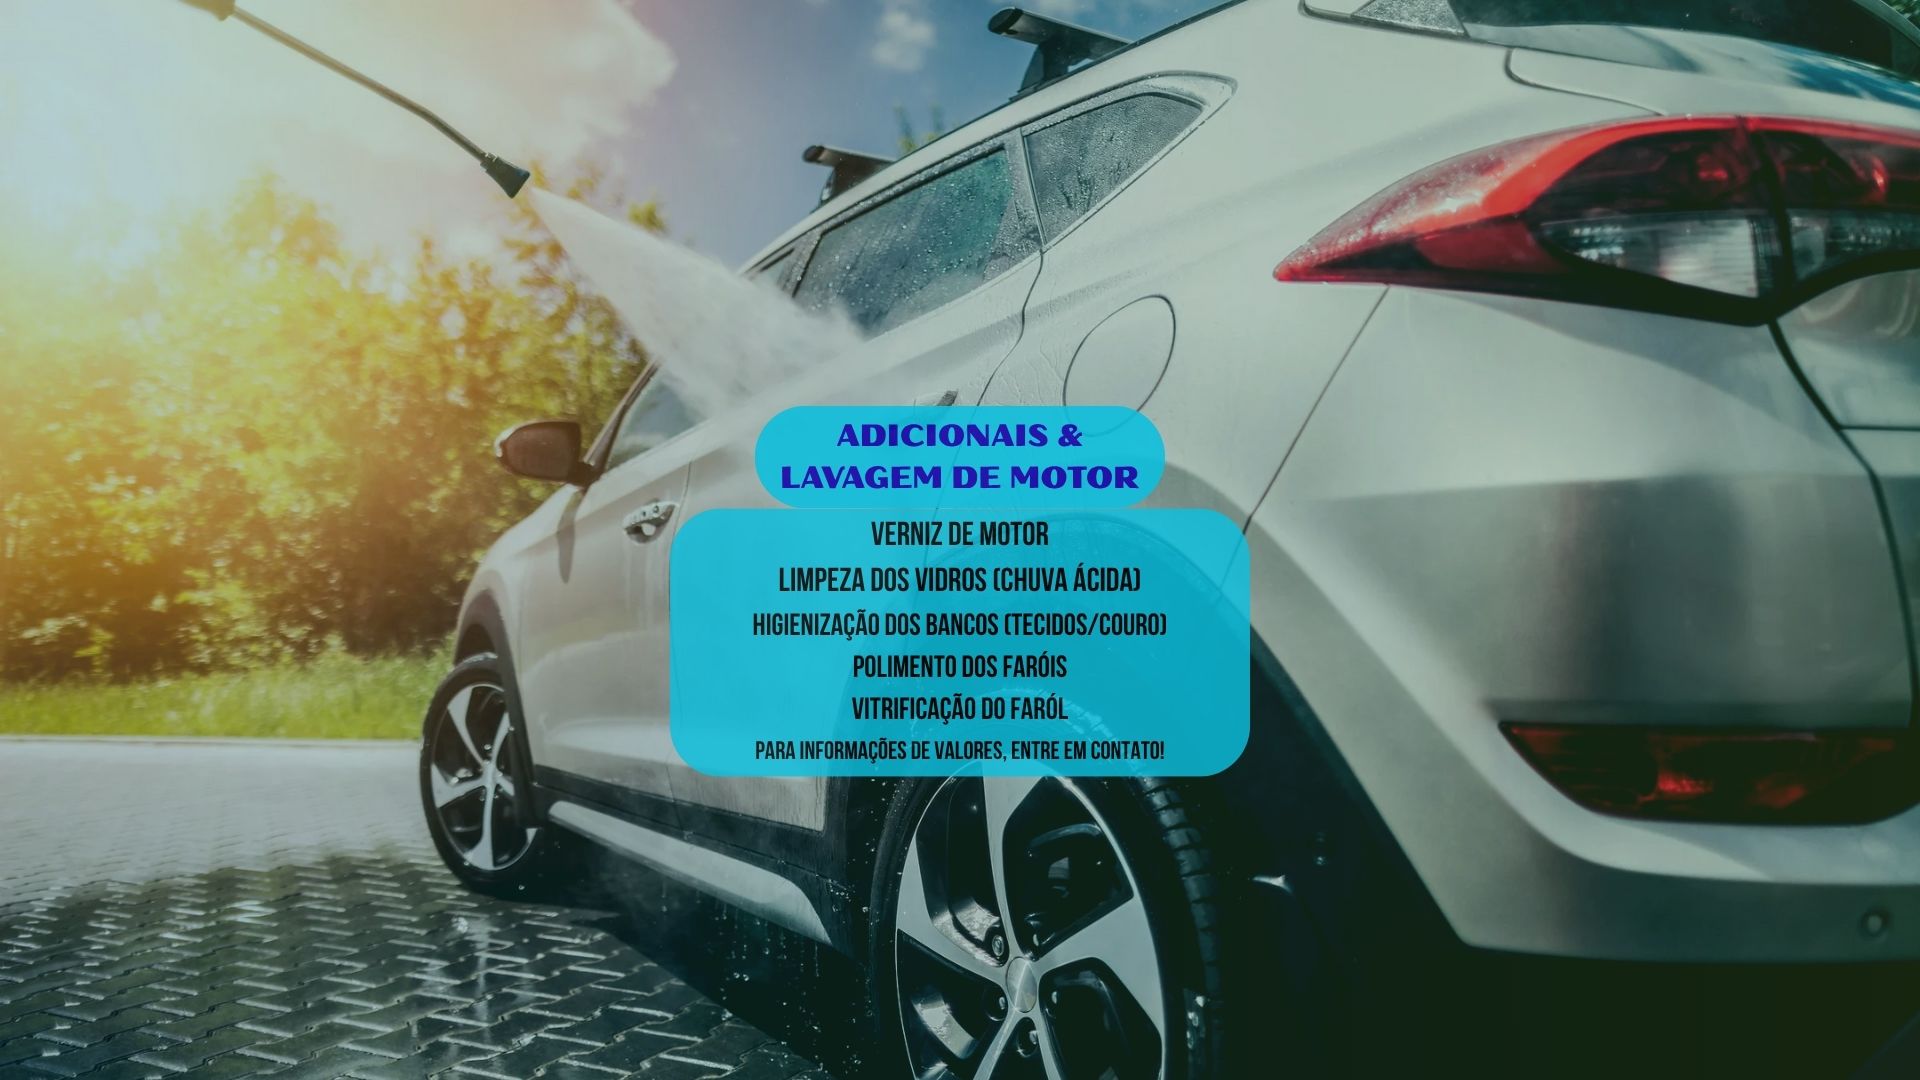 ADICIONAIS &
LAVAGEM DE MOTOR
VERNIZ DE MOTOR
LIMPEZA DOS VIDROS (CHUVA ÁCIDA)
HIGIENIZAÇÃO DOS BANCOS (TECIDOS/COURO)
POLIMENTO DOS FARÓIS
VITRIFICAÇÃO DO FARÓL
PARA INFORMAÇÕES DE VALORES, ENTRE EM CONTATO!